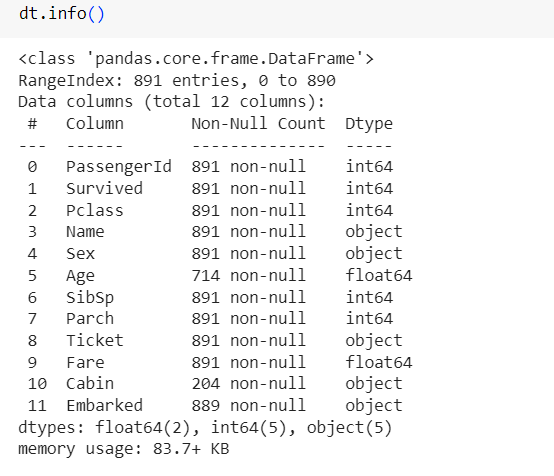 dt.info()
<class 'pandas.core.frame.DataFrame'>
RangeIndex: 891 entries, 0 to 890
Data columns (total 12 columns):
 #   Column       Non-Null Count  Dtype
---  ------       --------------  -----
 0   PassengerId  891 non-null    int64
 1   Survived     891 non-null    int64
 2   Pclass       891 non-null    int64
 3   Name         891 non-null    object
 4   Sex          891 non-null    object
 5   Age          714 non-null    float64
 6   SibSp        891 non-null    int64
 7   Parch        891 non-null    int64
 8   Ticket       891 non-null    object
 9   Fare         891 non-null    float64
 10  Cabin        204 non-null    object
 11  Embarked     889 non-null    object
dtypes: float64(2), int64(5), object(5)
memory usage: 83.7+ KB